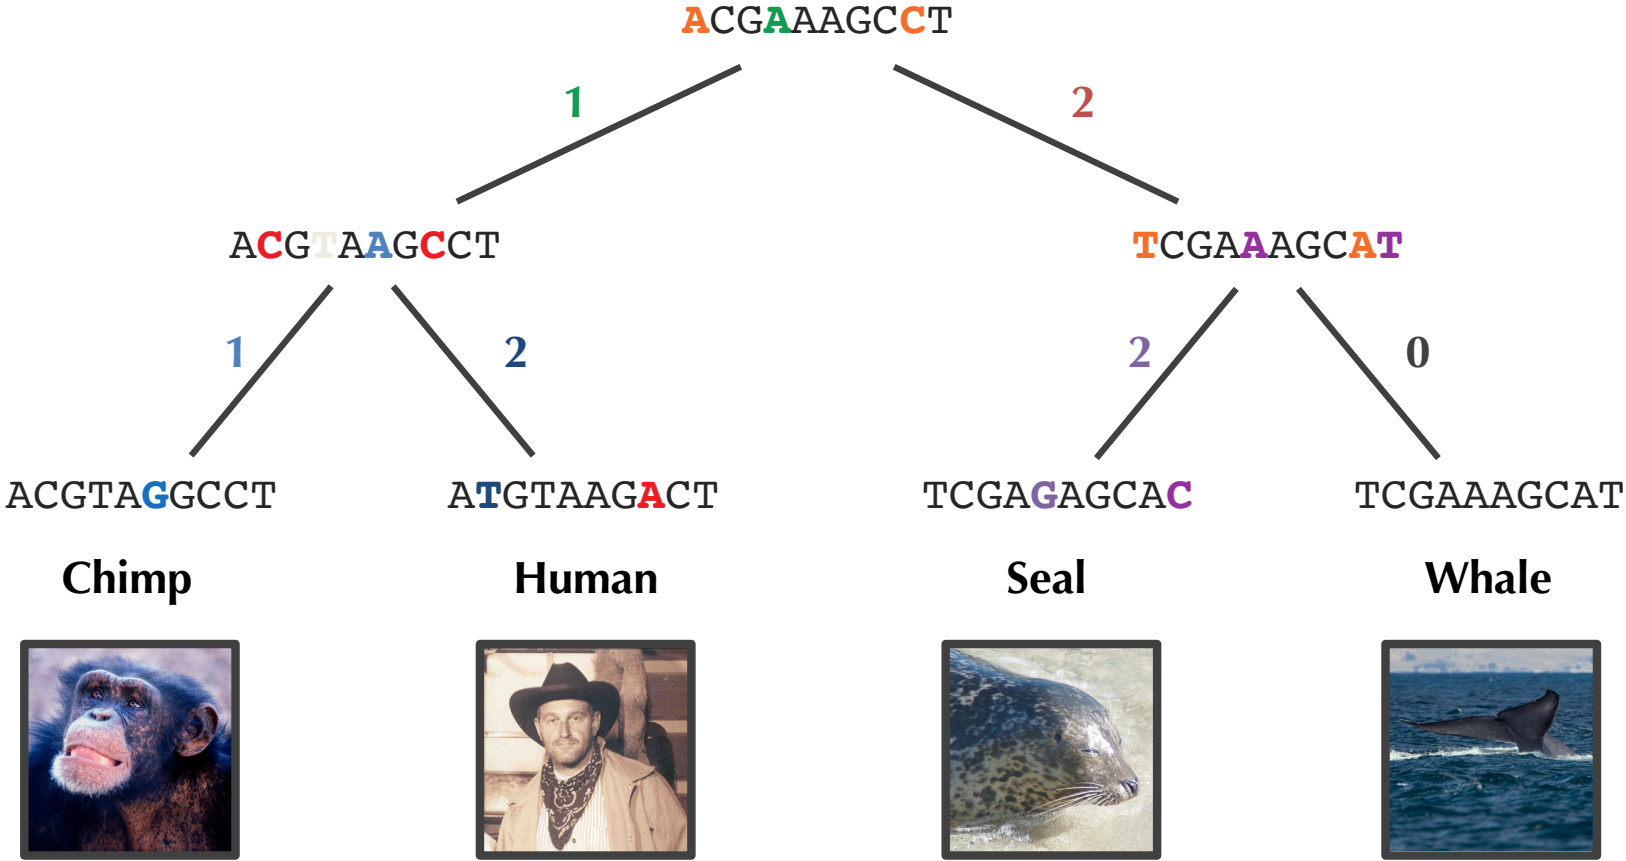 ACGAAAGCCT
1 2
ACGTAAGCCT TCGAAAGCAT
1 2 2 0
ACGTAGGCCT ATGTAAGACT TCGAGAGCAC TCGAAAGCAT
Chimp Human Seal Whale